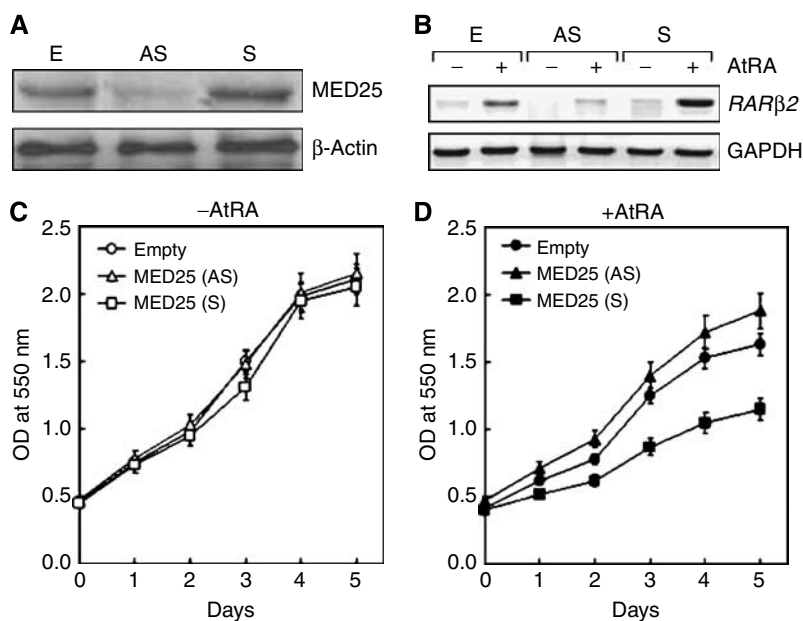 A
E AS S
MED25
β-Actin
B
E AS S
– + – + – + AtRA
RARβ2
GAPDH
C
–AtRA
2.5
2.0
1.5
1.0
0.5
0.0
OD at 550 nm
Empty
MED25 (AS)
MED25 (S)
0 1 2 3 4 5
Days
D
+AtRA
2.5
2.0
1.5
1.0
0.5
0.0
OD at 550 nm
Empty
MED25 (AS)
MED25 (S)
0 1 2 3 4 5
Days